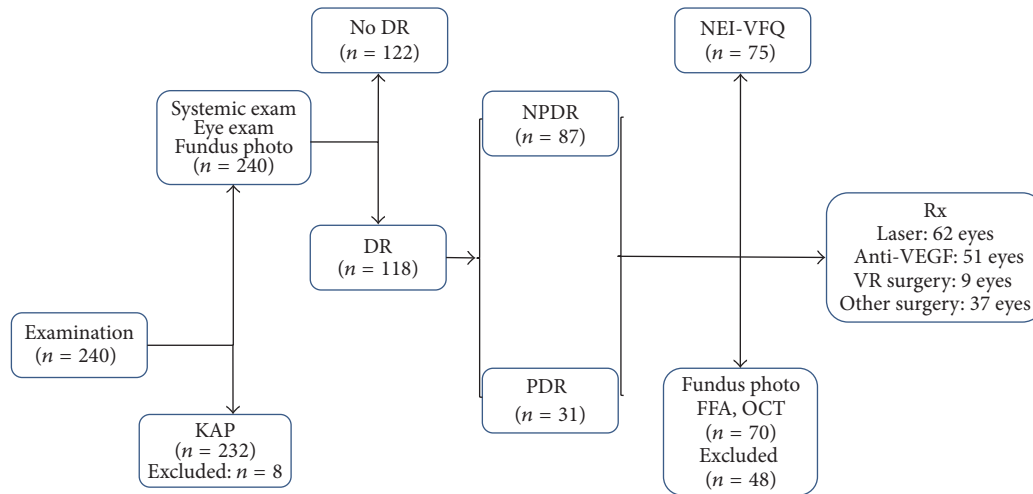 Examination
(n = 240)
Systemic exam
Eye exam
Fundus photo
(n = 240)
KAP
(n = 232)
Excluded: n = 8
No DR
(n = 122)
DR
(n = 118)
NPDR
(n = 87)
PDR
(n = 31)
NEI-VFQ
(n = 75)
Fundus photo
FFA, OCT
(n = 70)
Excluded
(n = 48)
Rx
Laser: 62 eyes
Anti-VEGF: 51 eyes
VR surgery: 9 eyes
Other surgery: 37 eyes